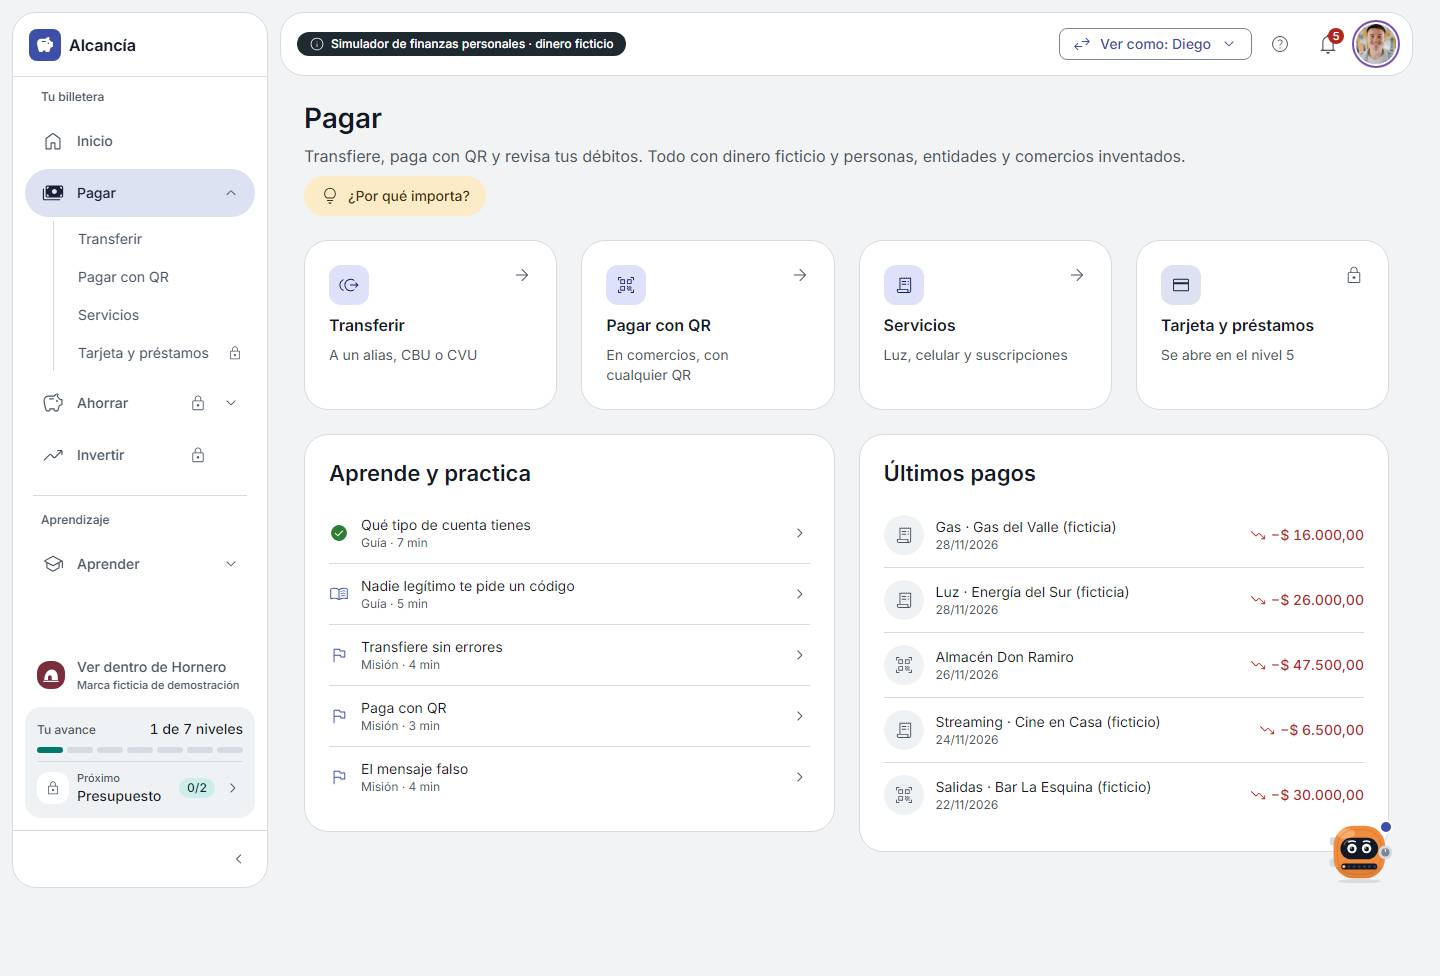 Alcancía
Simulador de finanzas personales · dinero ficticio
Ver como: Diego
5
Tu billetera
Inicio
Pagar
Transferir
Pagar con QR
Servicios
Tarjeta y préstamos
Ahorrar
Invertir
Aprendizaje
Aprender
Ver dentro de Hornero
Marca ficticia de demostración
Tu avance
1 de 7 niveles
Próximo
Presupuesto
0/2
Pagar
Transfiere, paga con QR y revisa tus débitos. Todo con dinero ficticio y personas, entidades y comercios inventados.
¿Por qué importa?
Transferir
A un alias, CBU o CVU
Pagar con QR
En comercios, con
cualquier QR
Servicios
Luz, celular y suscripciones
Tarjeta y préstamos
Se abre en el nivel 5
Aprende y practica
Qué tipo de cuenta tienes
Guía · 7 min
Nadie legítimo te pide un código
Guía · 5 min
Transfiere sin errores
Misión · 4 min
Paga con QR
Misión · 3 min
El mensaje falso
Misión · 4 min
Últimos pagos
Gas · Gas del Valle (ficticia)
28/11/2026
−$ 16.000,00
Luz · Energía del Sur (ficticia)
28/11/2026
−$ 26.000,00
Almacén Don Ramiro
26/11/2026
−$ 47.500,00
Streaming · Cine en Casa (ficticio)
24/11/2026
−$ 6.500,00
Salidas · Bar La Esquina (ficticio)
22/11/2026
−$ 30.000,00